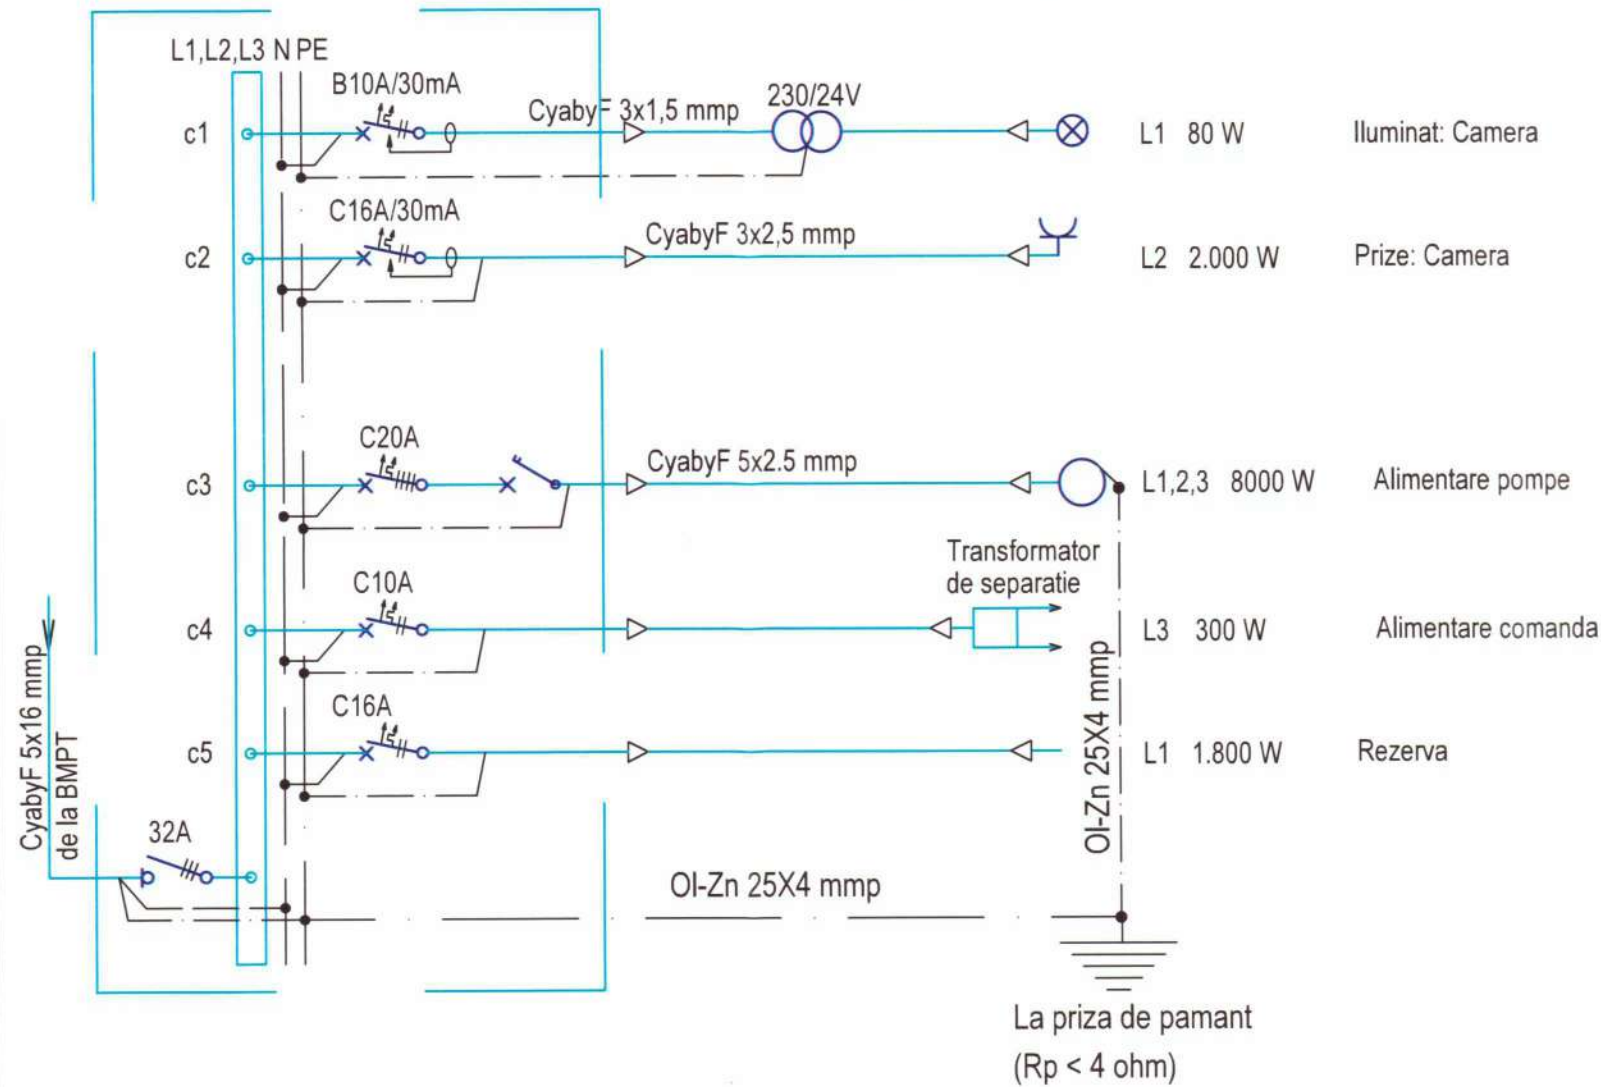 L1,L2,L3 N PE
B10A/30mA
CyabyF 3x1,5 mmp
230/24V
c1
L1 80 W
Iluminat: Camera
C16A/30mA
CyabyF 3x2,5 mmp
c2
L2 2.000 W
Prize: Camera
C20A
CyabyF 5x2.5 mmp
c3
L1,2,3 8000 W
Alimentare pompe
Transformator
de separatie
C10A
c4
L3 300 W
Alimentare comanda
C16A
c5
L1 1.800 W
Rezerva
CyabyF 5x16 mmp
de la BMPT
32A
Ol-Zn 25X4 mmp
Ol-Zn 25X4 mmp
La priza de pamant
(Rp < 4 ohm)